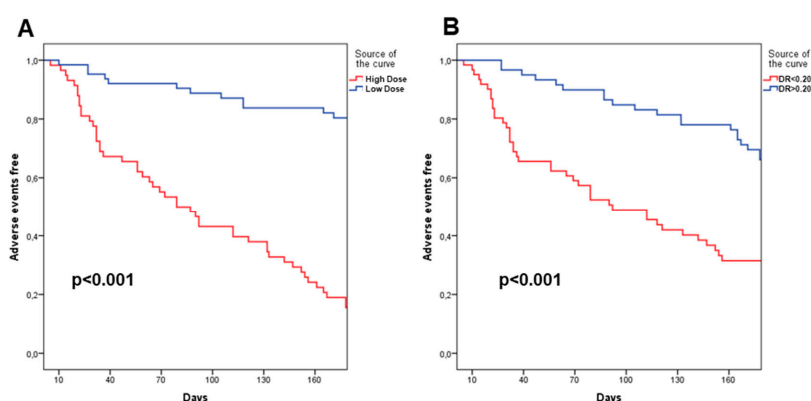 A
Source of
the curve
High Dose
Low Dose
Adverse events free
1,0
0,8
0,6
0,4
0,2
0,0
p<0.001
10
40
70
105
130
160
Days
B
Source of
the curve
DR<0.20
DR>0.20
Adverse events free
1,0
0,8
0,6
0,4
0,2
0,0
p<0.001
10
40
70
100
130
160
Days